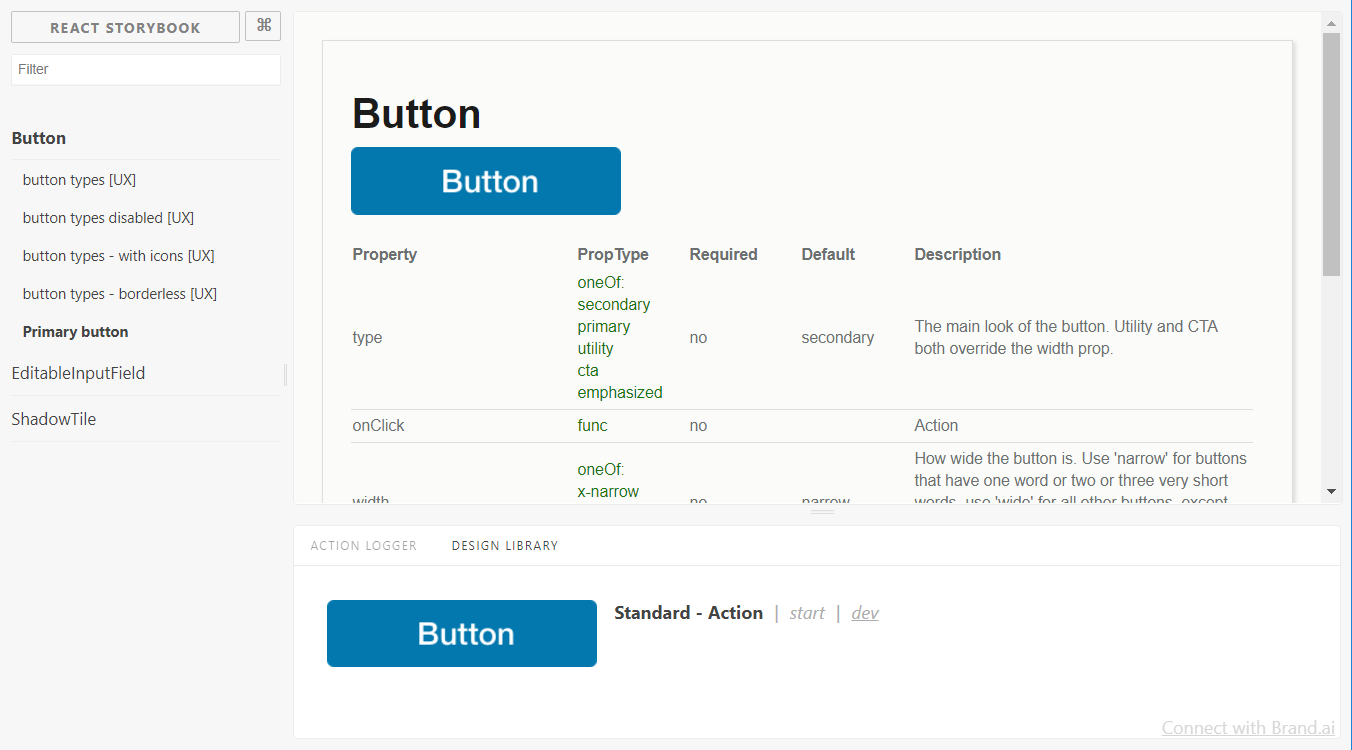 REACT STORYBOOK ⌘
Filter
Button
button types [UX]
button types disabled [UX]
button types - with icons [UX]
button types - borderless [UX]
Primary button
EditableInputField
ShadowTile
Button
Button
Property PropType Required Default Description
oneOf:
secondary
primary
utility
cta
emphasized
type no secondary
The main look of the button. Utility and CTA
both override the width prop.
onClick func no Action
oneOf:
x-narrow
width no narrow
How wide the button is. Use 'narrow' for buttons
that have one word or two or three very short
words, use 'wide' for all other buttons, except
ACTION LOGGER DESIGN LIBRARY
Button
Standard - Action | start | dev
Connect with Brand.ai